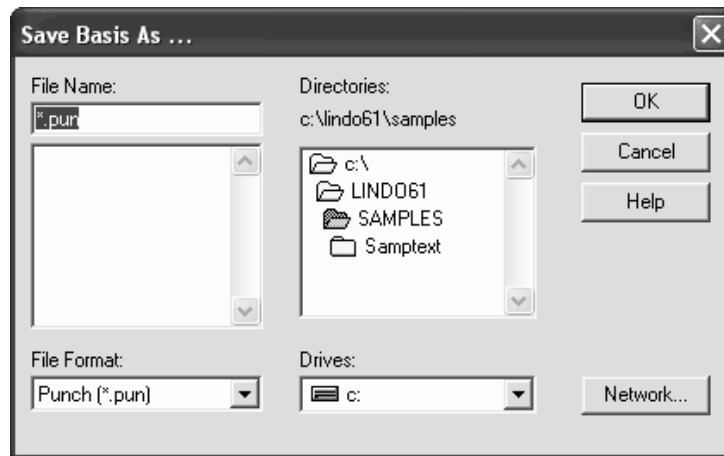 Save Basis As ...
File Name:
*.pun
Directories:
c:\lindo61\samples
c:\
LINDO61
SAMPLES
Samptext
OK
Cancel
Help
File Format:
Punch (*.pun)
Drives:
c:
Network...